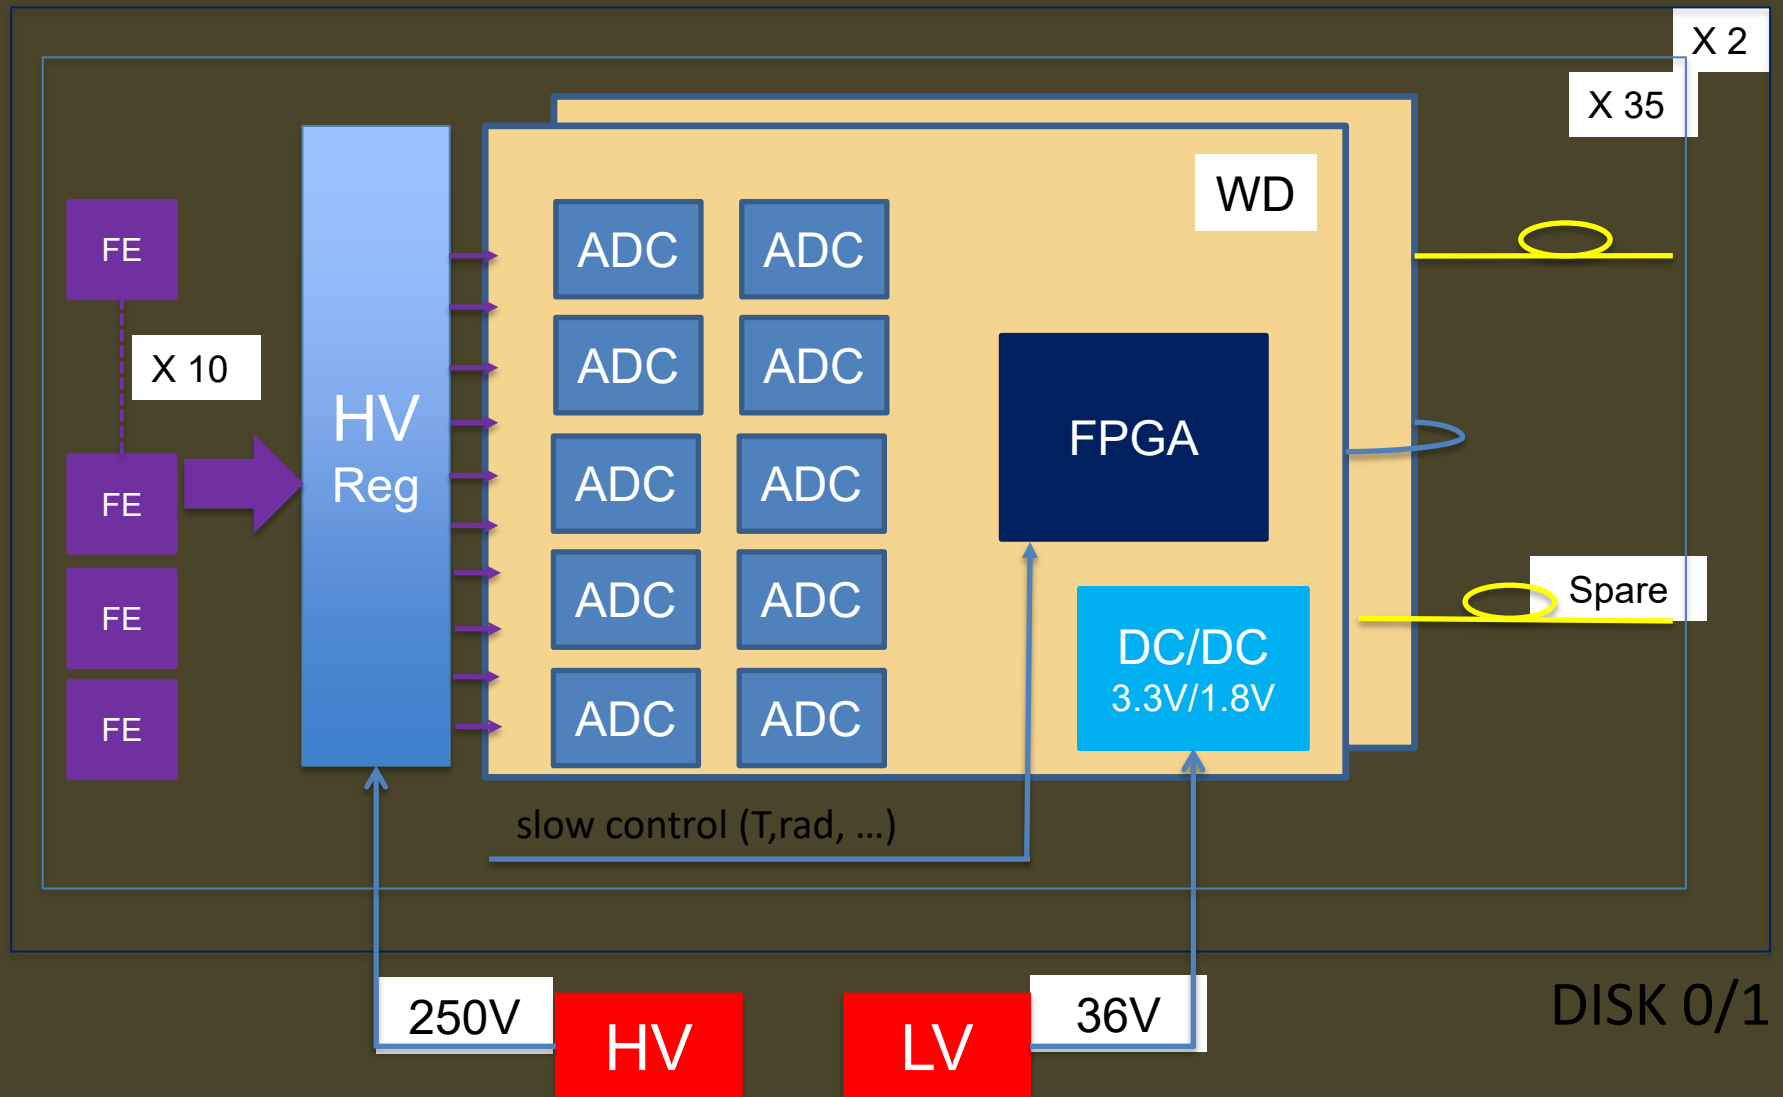 X 2
X 35
WD
FE
ADC ADC
X 10
ADC ADC
HV
Reg
FPGA
FE
ADC ADC
FE
ADC ADC
Spare
DC/DC
3.3V/1.8V
FE
ADC ADC
slow control (T,rad, ...)
250V
HV
LV
36V
DISK 0/1